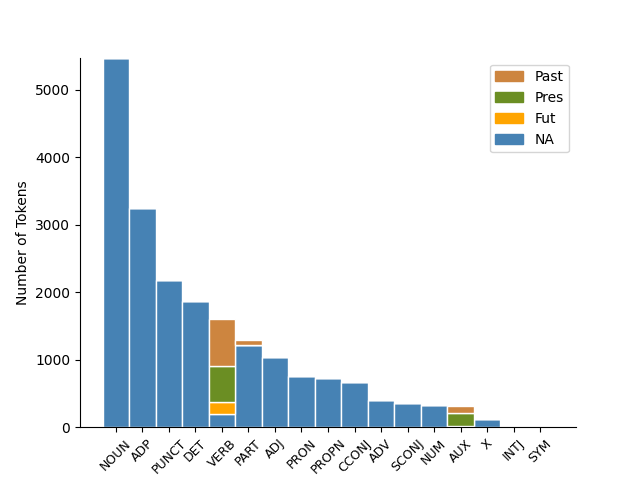 Past
Pres
Fut
NA
Number of Tokens
5000
4000
3000
2000
1000
0
NOUN
ADP
PUNCT
DET
VERB
PART
ADJ
PRON
PROPN
CCONJ
ADV
SCONJ
NUM
AUX
X
INTJ
SYM